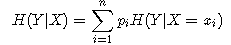 H(Y|X) = \sum_{i=1}^{n} p_i H(Y|X = x_i)